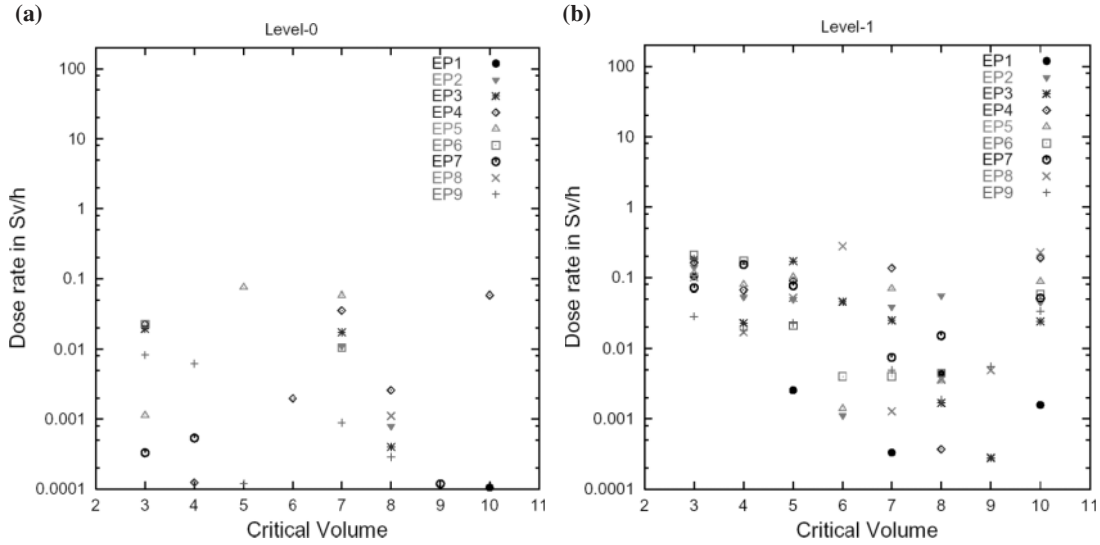 (a)
Level-0
Dose rate in Sv/h
100
10
1
0.1
0.01
0.001
0.0001
EP1
EP2
EP3
EP4
EP5
EP6
EP7
EP8
EP9
2 3 4 5 6 7 8 9 10 11
Critical Volume
(b)
Level-1
Dose rate in Sv/h
100
10
1
0.1
0.01
0.001
0.0001
EP1
EP2
EP3
EP4
EP5
EP6
EP7
EP8
EP9
2 3 4 5 6 7 8 9 10 11
Critical Volume